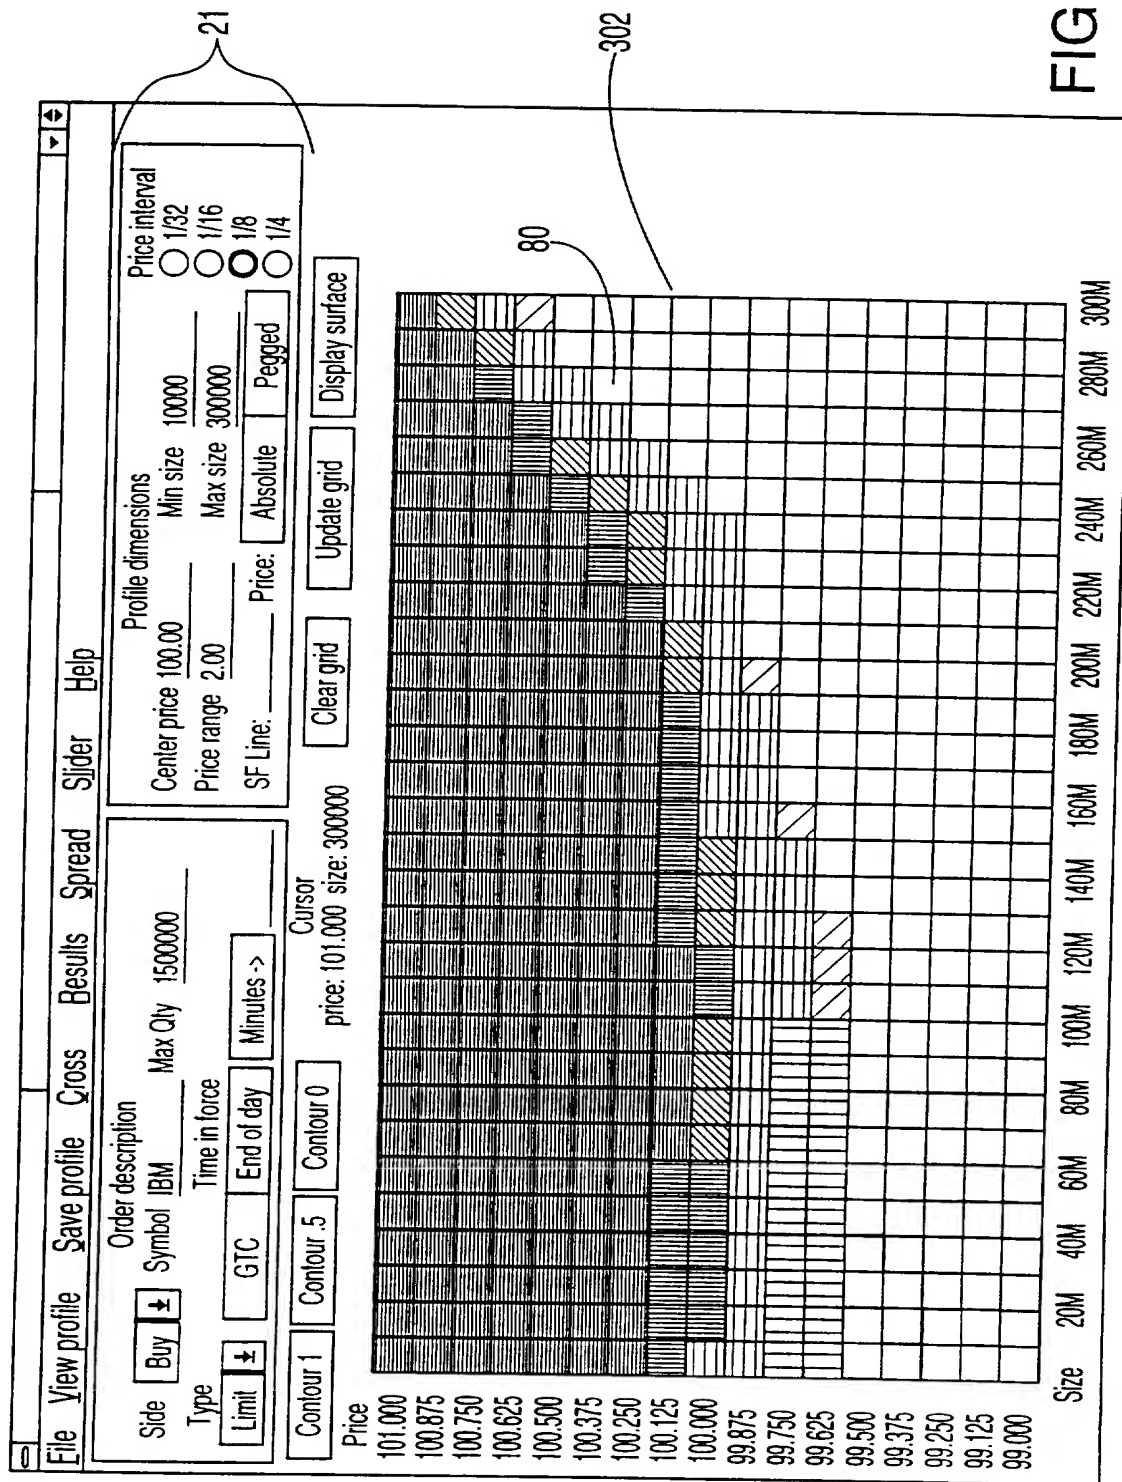 File View profile Save profile Cross Results Spread Slider Help
Order description
Side Buy Symbol IBM Max Qty 1500000
Type Time in force
Limit GTC End of day Minutes ->
Profile dimensions
Center price 100.00 Min size 10000
Price range 2.00 Max size 300000
SF Line: Price: Absolute Pegged
Price interval
1/32
1/16
1/8
1/4
21
Contour 1 Contour .5 Contour 0
Cursor
price: 101.000 size: 300000
Clear grid Update grid Display surface
Price
101.000
100.875
100.750
100.625
100.500
100.375
100.250
100.125
100.000
99.875
99.750
99.625
99.500
99.375
99.250
99.125
99.000
80
302
Size 20M 40M 60M 80M 100M 120M 140M 160M 180M 200M 220M 240M 260M 280M 300M
FIG